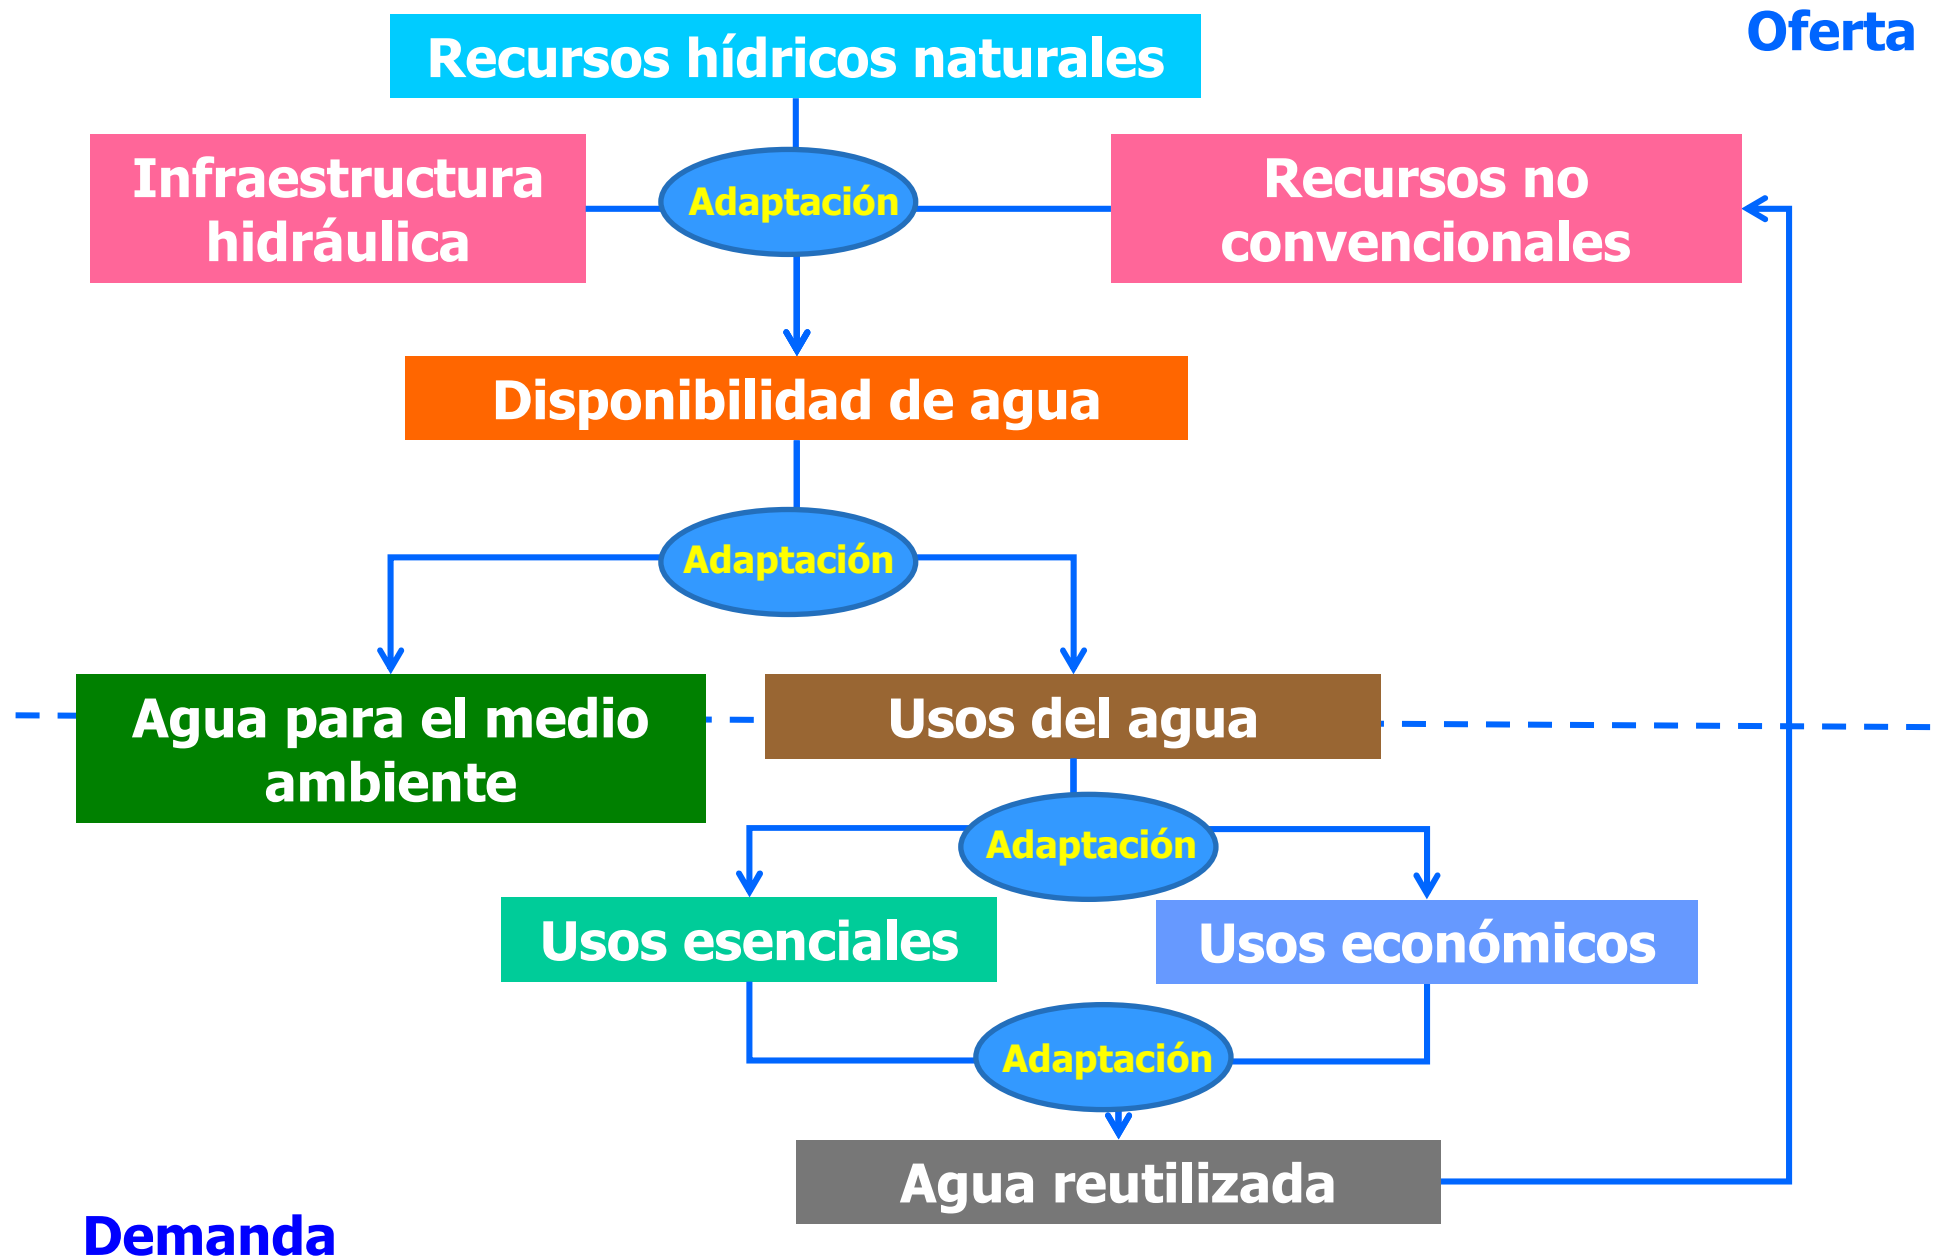 Oferta
Recursos hídricos naturales
Infraestructura
hidráulica
Adaptación
Recursos no
convencionales
Disponibilidad de agua
Adaptación
Agua para el medio
ambiente
Usos del agua
Adaptación
Usos esenciales
Usos económicos
Adaptación
Agua reutilizada
Demanda